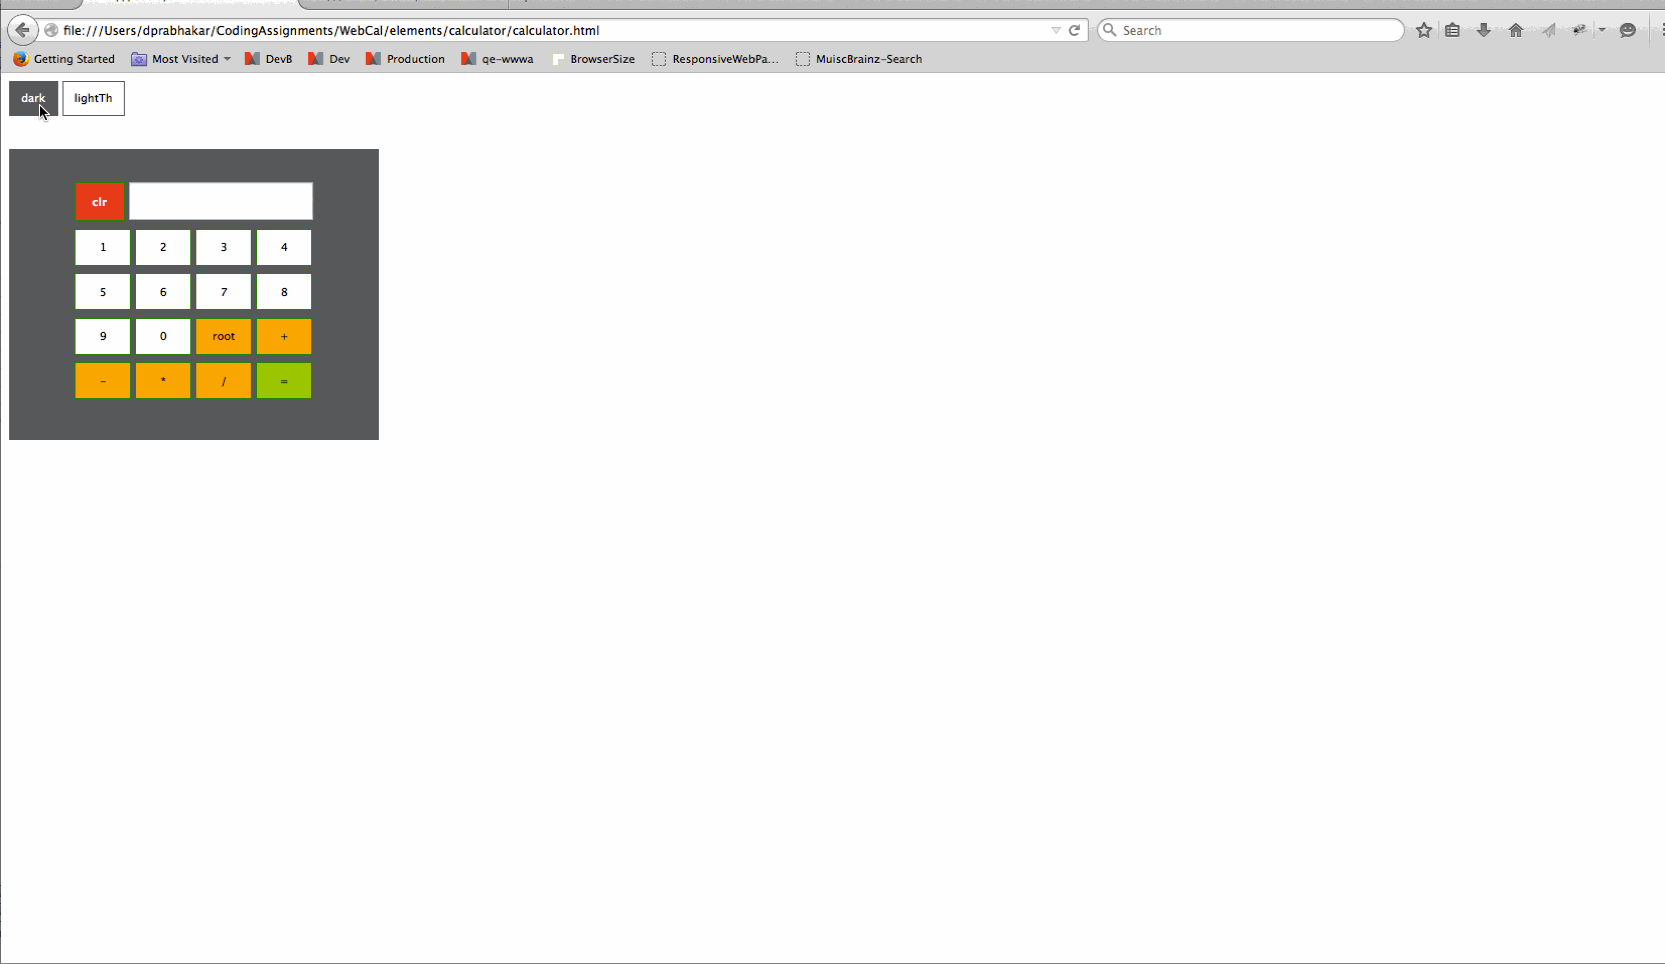 file:///Users/dprabhakar/CodingAssignments/WebCal/elements/calculator/calculator.html Search
Getting Started Most Visited DevB Dev Production qe-wwwa BrowserSize ResponsiveWebPa... MuiscBrainz-Search
dark lightTh
clr
1 2 3 4
5 6 7 8
9 0 root +
- * / =